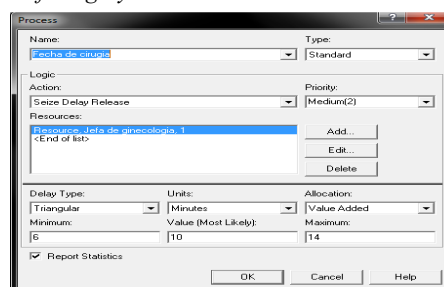 Process
Name: Type:
Fecha de cirugia Standard
Logic
Action: Priority:
Seize Delay Release Medium(2)
Resources:
Resource, Jefa de ginecologia, 1
<End of list>
Add...
Edit...
Delete
Delay Type: Units: Allocation:
Triangular Minutes Value Added
Minimum: Value (Most Likely): Maximum:
6 10 14
Report Statistics
OK Cancel Help